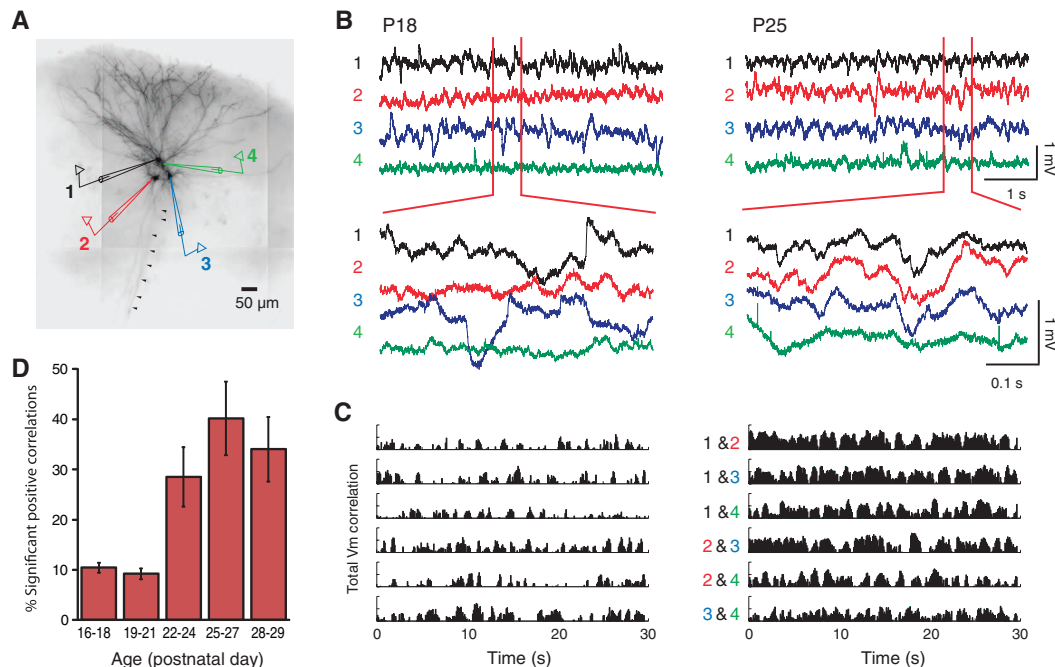 A
1
2
3
4
50 µm
B
P18
1
2
3
4
P25
1
2
3
4
1 mV
1 s
1
2
3
4
1
2
3
4
1 mV
0.1 s
C
Total Vm correlation
0 10 20 30
Time (s)
1 & 2
1 & 3
1 & 4
2 & 3
2 & 4
3 & 4
0 10 20 30
Time (s)
D
% Significant positive correlations
50
40
30
20
10
0
16-18 19-21 22-24 25-27 28-29
Age (postnatal day)